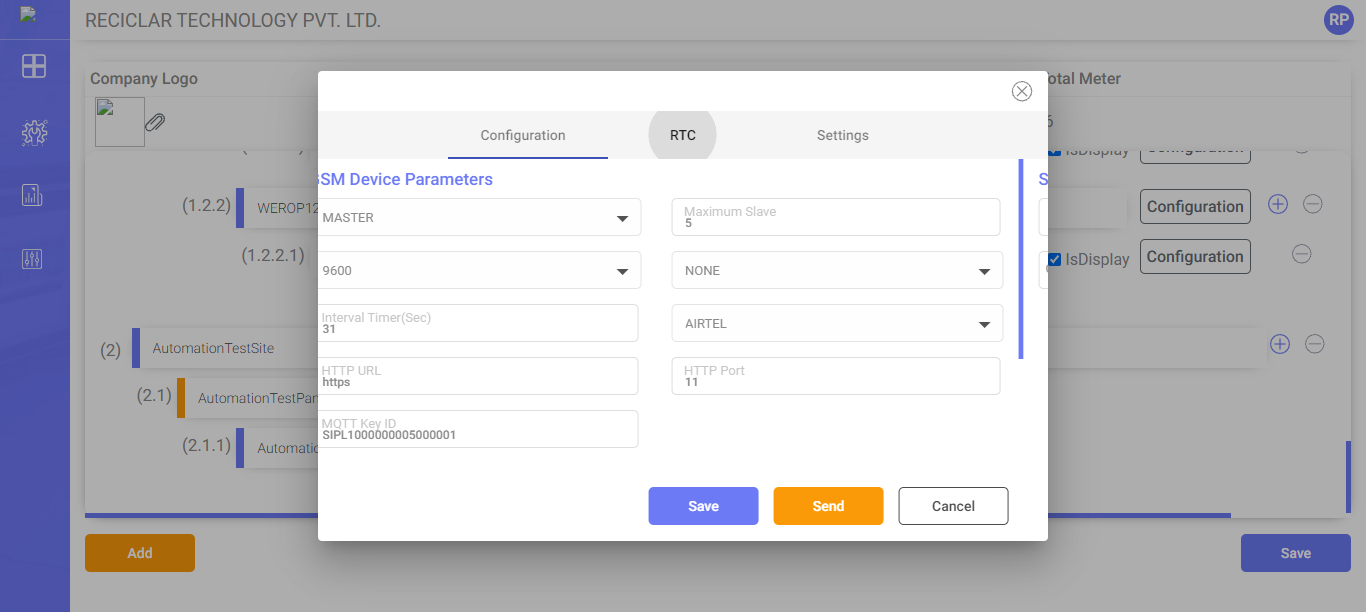 RECICLAR TECHNOLOGY PVT. LTD.
RP
Company Logo
otal Meter
6
IsDisplay
Configuration
(1.2.2)
WEROP12
Configuration
(1.2.2.1)
IsDisplay
Configuration
(2)
AutomationTestSite
(2.1)
AutomationTestPan
(2.1.1)
Automatic
Configuration
RTC
Settings
SM Device Parameters
S
MASTER
Maximum Slave
5
9600
NONE
Interval Timer(Sec)
31
AIRTEL
HTTP URL
https
HTTP Port
11
MQTT Key ID
SIPL1000000005000001
Save
Send
Cancel
Add
Save